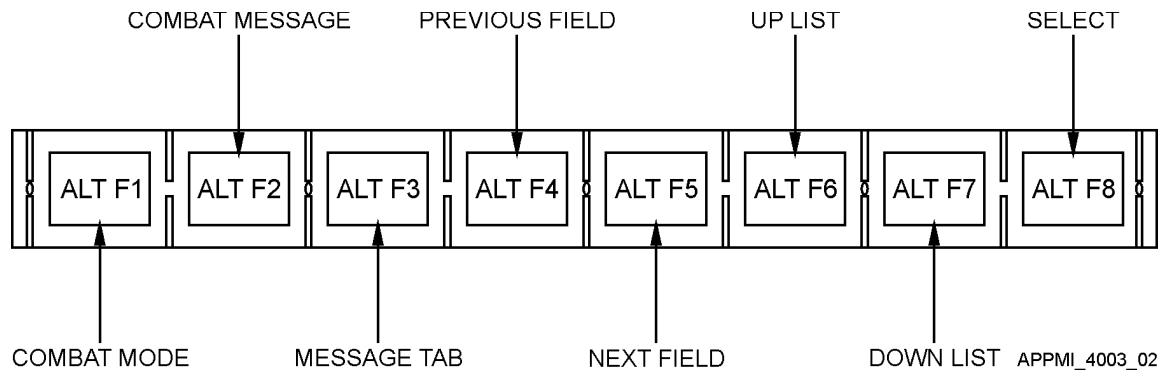 COMBAT MESSAGE PREVIOUS FIELD UP LIST SELECT
ALT F1 ALT F2 ALT F3 ALT F4 ALT F5 ALT F6 ALT F7 ALT F8
COMBAT MODE MESSAGE TAB NEXT FIELD DOWN LIST APPMI_4003_02